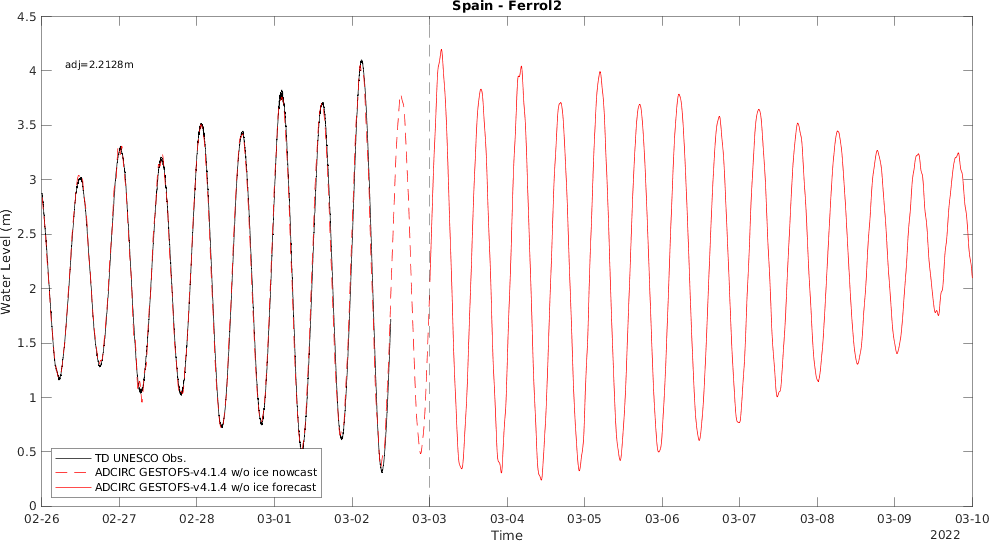 Spain - Ferrol2
4.5
adj=2.2128m
4
3.5
3
2.5
2
1.5
1
0.5
0
Water Level (m)
TD UNESCO Obs.
ADCIRC GESTOFS-v4.1.4 w/o ice nowcast
ADCIRC GESTOFS-v4.1.4 w/o ice forecast
02-26 02-27 02-28 03-01 03-02 03-03 03-04 03-05 03-06 03-07 03-08 03-09 03-10
Time
2022